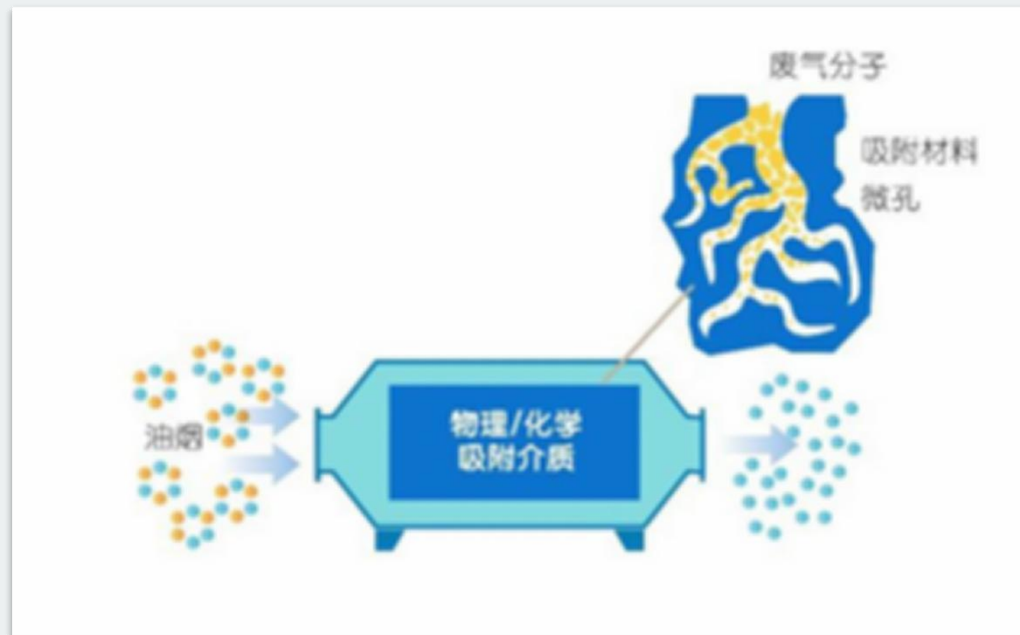 废气分子
吸附材料
微孔
油烟
物理/化学
吸附介质